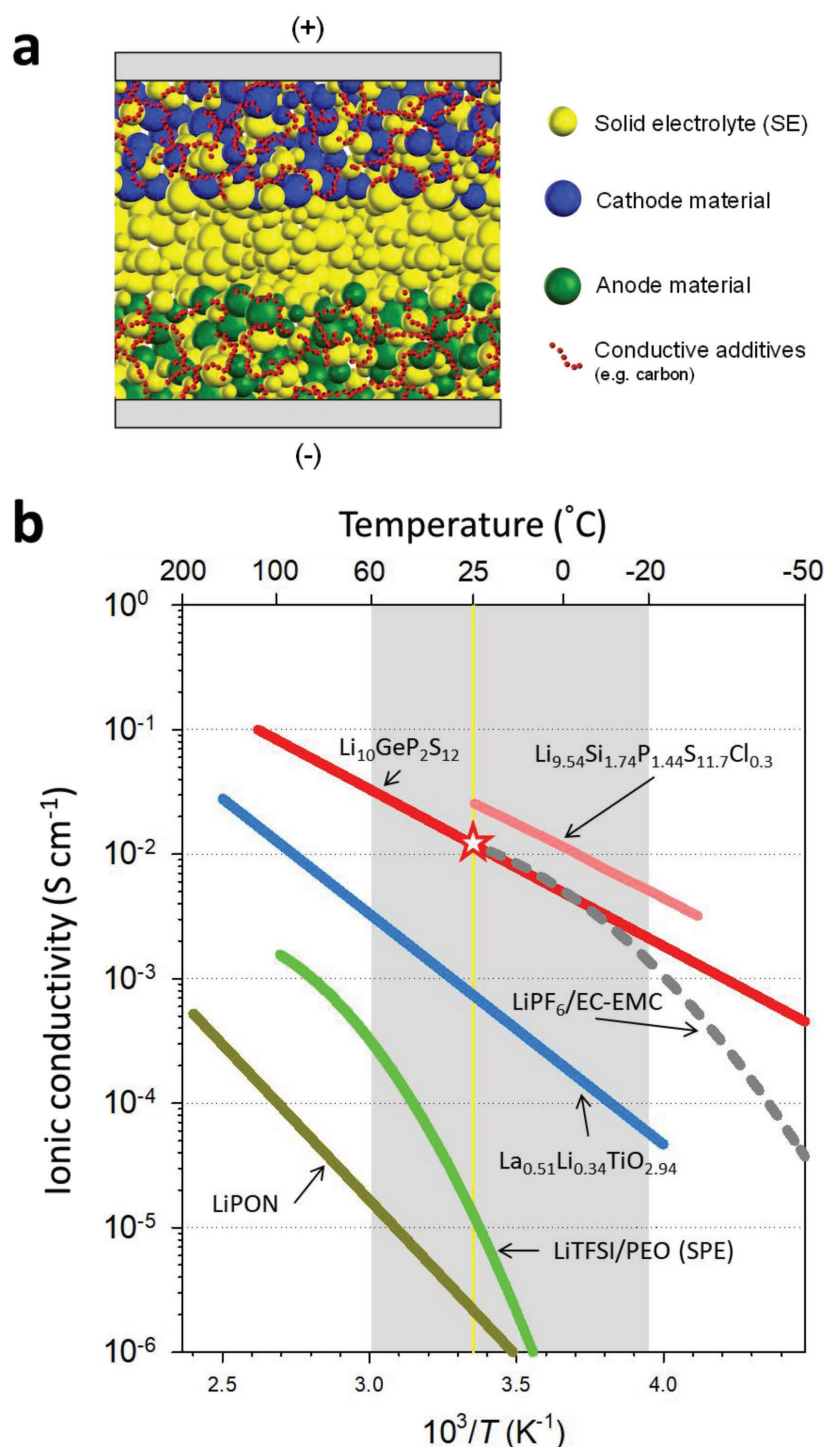 a
(+)
Solid electrolyte (SE)
Cathode material
Anode material
Conductive additives
(e.g. carbon)
(-)
b
Temperature (˚C)
200 100 60 25 0 -20 -50
10⁰
10⁻¹
10⁻²
10⁻³
10⁻⁴
10⁻⁵
10⁻⁶
Ionic conductivity (S cm⁻¹)
Li₁₀GeP₂S₁₂
Li₉.₅₄Si₁.₇₄P₁.₄₄S₁₁.₇Cl₀.₃
LiPF₆/EC-EMC
La₀.₅₁Li₀.₃₄TiO₂.₉₄
LiPON
LiTFSI/PEO (SPE)
2.5 3.0 3.5 4.0
10³/T (K⁻¹)